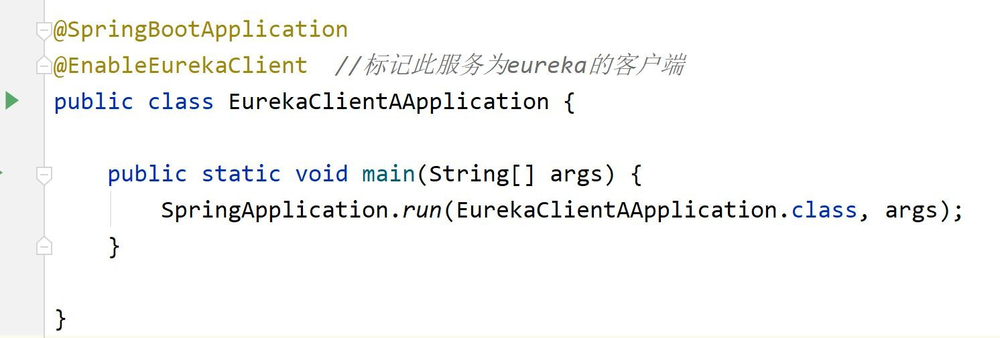 @SpringBootApplication
@EnableEurekaClient  //标记此服务为eureka的客户端
public class EurekaClientAApplication {
    public static void main(String[] args) {
        SpringApplication.run(EurekaClientAApplication.class, args);
    }
}